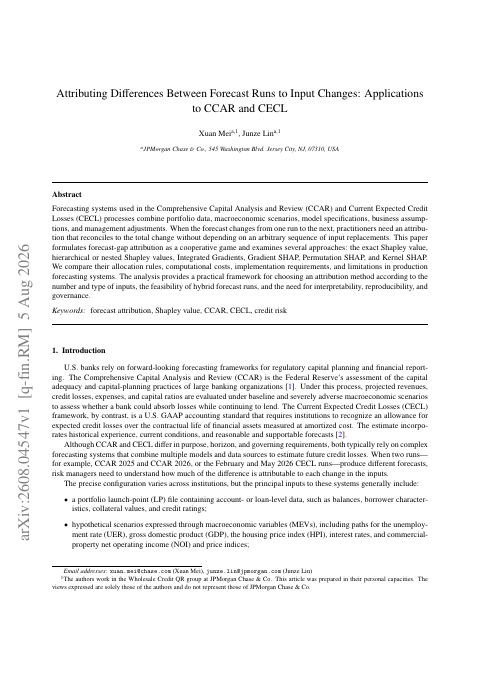 Attributing Differences Between Forecast Runs to Input Changes: Applications
to CCAR and CECL
Xuan Mei^a,1, Junze Lin^a,1
^aJPMorgan Chase & Co., 545 Washington Blvd. Jersey City, NJ, 07310, USA
Abstract
Forecasting systems used in the Comprehensive Capital Analysis and Review (CCAR) and Current Expected Credit
Losses (CECL) processes combine portfolio data, macroeconomic scenarios, model specifications, business assump-
tions, and management adjustments. When the forecast changes from one run to the next, practitioners need an attribu-
tion that reconciles to the total change without depending on an arbitrary sequence of input replacements. This paper
formulates forecast-gap attribution as a cooperative game and examines several approaches: the exact Shapley value,
hierarchical or nested Shapley values, Integrated Gradients, Gradient SHAP, Permutation SHAP, and Kernel SHAP.
We compare their allocation rules, computational costs, implementation requirements, and limitations in production
forecasting systems. The analysis provides a practical framework for choosing an attribution method according to the
number and type of inputs, the feasibility of hybrid forecast runs, and the need for interpretability, reproducibility, and
governance.
Keywords: forecast attribution, Shapley value, CCAR, CECL, credit risk
1. Introduction
U.S. banks rely on forward-looking forecasting frameworks for regulatory capital planning and financial report-
ing. The Comprehensive Capital Analysis and Review (CCAR) is the Federal Reserve's assessment of the capital
adequacy and capital-planning practices of large banking organizations [1]. Under this process, projected revenues,
credit losses, expenses, and capital ratios are evaluated under baseline and severely adverse macroeconomic scenarios
to assess whether a bank could absorb losses while continuing to lend. The Current Expected Credit Losses (CECL)
framework, by contrast, is a U.S. GAAP accounting standard that requires institutions to recognize an allowance for
expected credit losses over the contractual life of financial assets measured at amortized cost. The estimate incorpo-
rates historical experience, current conditions, and reasonable and supportable forecasts [2].
Although CCAR and CECL differ in purpose, horizon, and governing requirements, both typically rely on complex
forecasting systems that combine multiple models and data sources to estimate future credit losses. When two runs—
for example, CCAR 2025 and CCAR 2026, or the February and May 2026 CECL runs—produce different forecasts,
risk managers need to understand how much of the difference is attributable to each change in the inputs.
The precise configuration varies across institutions, but the principal inputs to these systems generally include:
• a portfolio launch-point (LP) file containing account- or loan-level data, such as balances, borrower character-
istics, collateral values, and credit ratings;
• hypothetical scenarios expressed through macroeconomic variables (MEVs), including paths for the unemploy-
ment rate (UER), gross domestic product (GDP), the housing price index (HPI), interest rates, and commercial-
property net operating income (NOI) and price indices;
Email addresses: xuan.mei@chase.com (Xuan Mei), junze.lin@jpmorgan.com (Junze Lin)
^1The authors work in the Wholesale Credit QR group at JPMorgan Chase & Co. This article was prepared in their personal capacities. The
views expressed are solely those of the authors and do not represent those of JPMorgan Chase & Co.
arXiv:2608.04547v1 [q-fin.RM] 5 Aug 2026